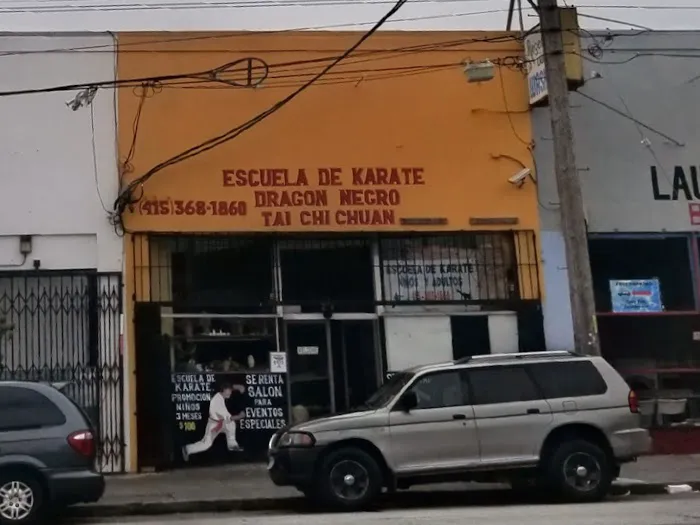 ESCUELA DE KARATE
DRAGON NEGRO
(415)368-1860
TAI CHI CHUAN
ESCUELA DE KARATE
NIÑOS Y ADULTOS
ESCUELA DE
KARATE
PROMOCION
NIÑOS
3 MESES
$100
SE RENTA
SALON
PARA
EVENTOS
ESPECIALES
LAU